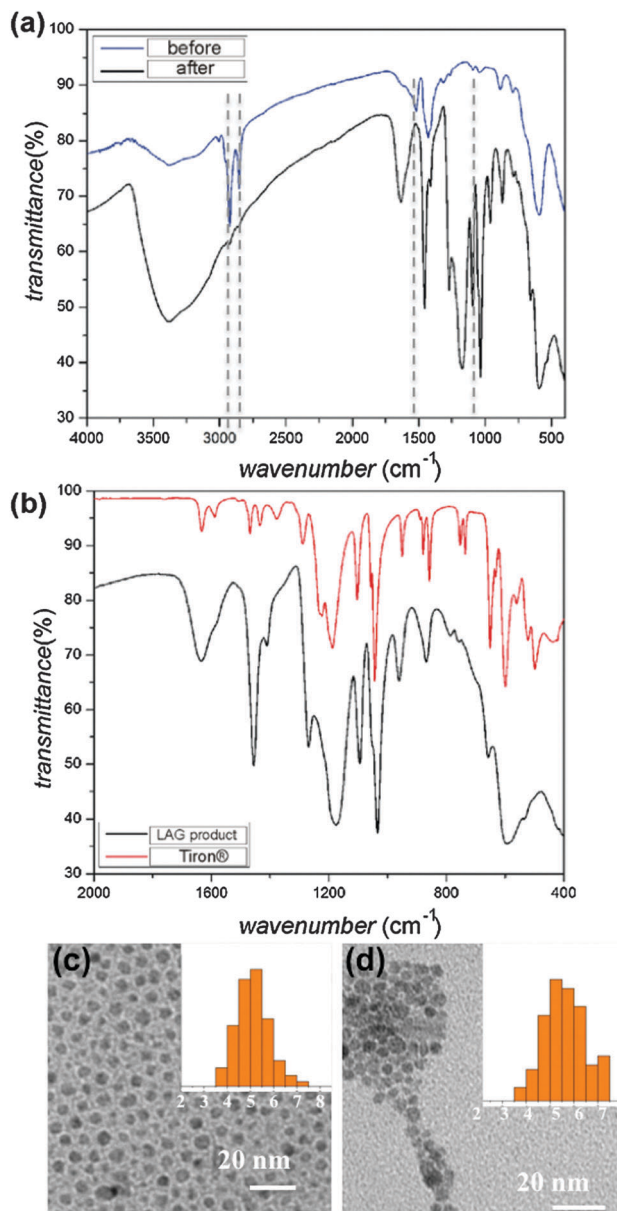 (a)
before
after
100
90
80
70
60
50
40
30
transmittance(%)
4000 3500 3000 2500 2000 1500 1000 500
wavenumber (cm⁻¹)
(b)
100
90
80
70
60
50
40
30
transmittance(%)
LAG product
Tiron®
2000 1600 1200 800 400
wavenumber (cm⁻¹)
(c)
2 3 4 5 6 7 8
20 nm
(d)
2 3 4 5 6 7
20 nm